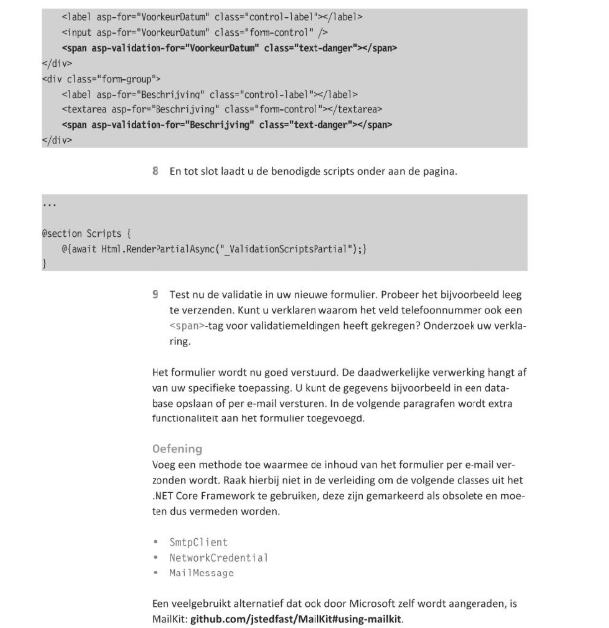 <label asp-for="VoorkeurDatum" class="control-label"></label>
<input asp-for="VoorkeurDatum" class="form-control" />
<span asp-validation-for="VoorkeurDatum" class="text-danger"></span>
</div>
<div class="form-group">
<label asp-for="Beschrijving" class="control-label"></label>
<textarea asp-for="Beschrijving" class="form-control"></textarea>
<span asp-validation-for="Beschrijving" class="text-danger"></span>
</div>
8 En tot slot laadt u de benodigde scripts onder aan de pagina.
...
@section Scripts {
@{await Html.RenderPartialAsync("_ValidationScriptsPartial");}
}
9 Test nu de validatie in uw nieuwe formulier. Probeer het bijvoorbeeld leeg
te verzenden. Kunt u verklaren waarom het veld telefoonnummer ook een
<span>-tag voor validatiemeldingen heeft gekregen? Onderzoek uw verkla-
ring.
Het formulier wordt nu goed verstuurd. De daadwerkelijke verwerking hangt af
van uw specifieke toepassing. U kunt de gegevens bijvoorbeeld in een data-
base opslaan of per e-mail versturen. In de volgende paragrafen wordt extra
functionaliteit aan het formulier toegevoegd.
Oefening
Voeg een methode toe waarmee de inhoud van het formulier per e-mail ver-
zonden wordt. Raak hierbij niet in de verleiding om de volgende classes uit het
.NET Core Framework te gebruiken, deze zijn gemarkeerd als obsolete en moe-
ten dus vermeden worden.
• SmtpClient
• NetworkCredential
• MailMessage
Een veelgebruikt alternatief dat ook door Microsoft zelf wordt aangeraden, is
MailKit: github.com/jstedfast/MailKit#using-mailkit.